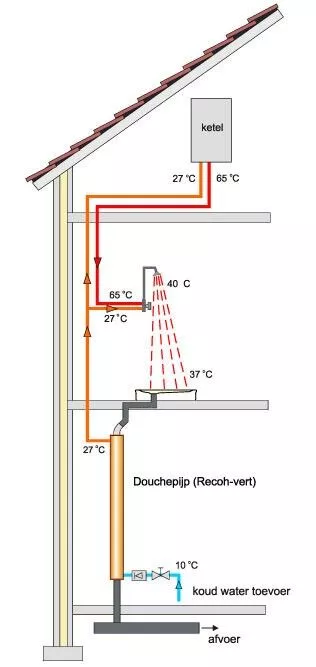 ketel
27 °C
65 °C
65 °C
27 °C
40 C
37 °C
27 °C
Douchepijp (Recoh-vert)
10 °C
koud water toevoer
afvoer